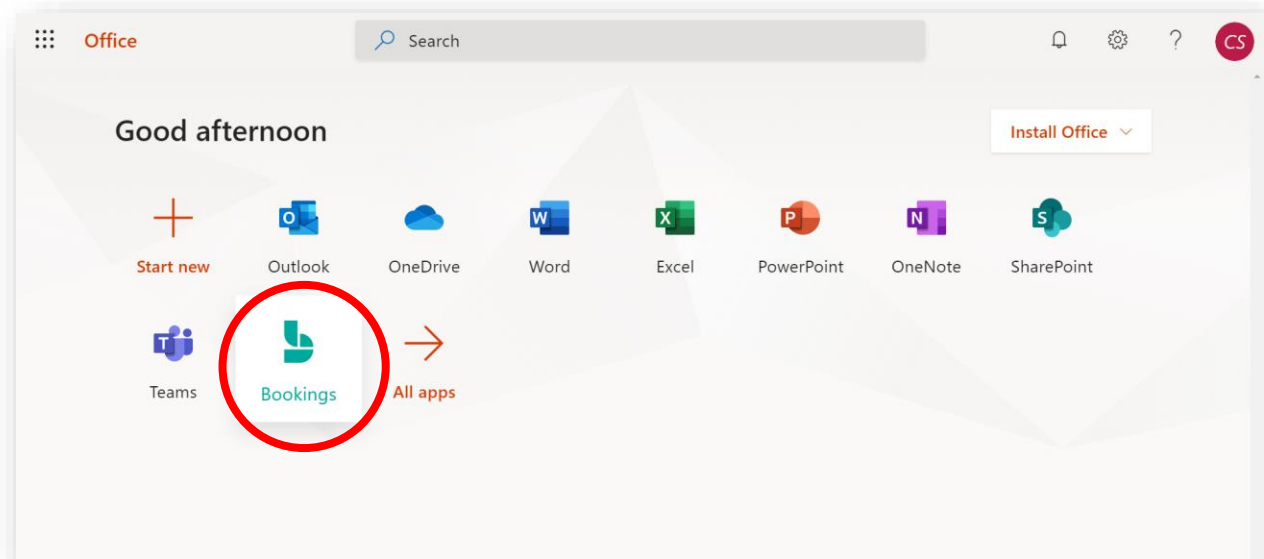 Office
Search
CS
Good afternoon
Install Office
Start new
Outlook
OneDrive
Word
Excel
PowerPoint
OneNote
SharePoint
Teams
Bookings
All apps